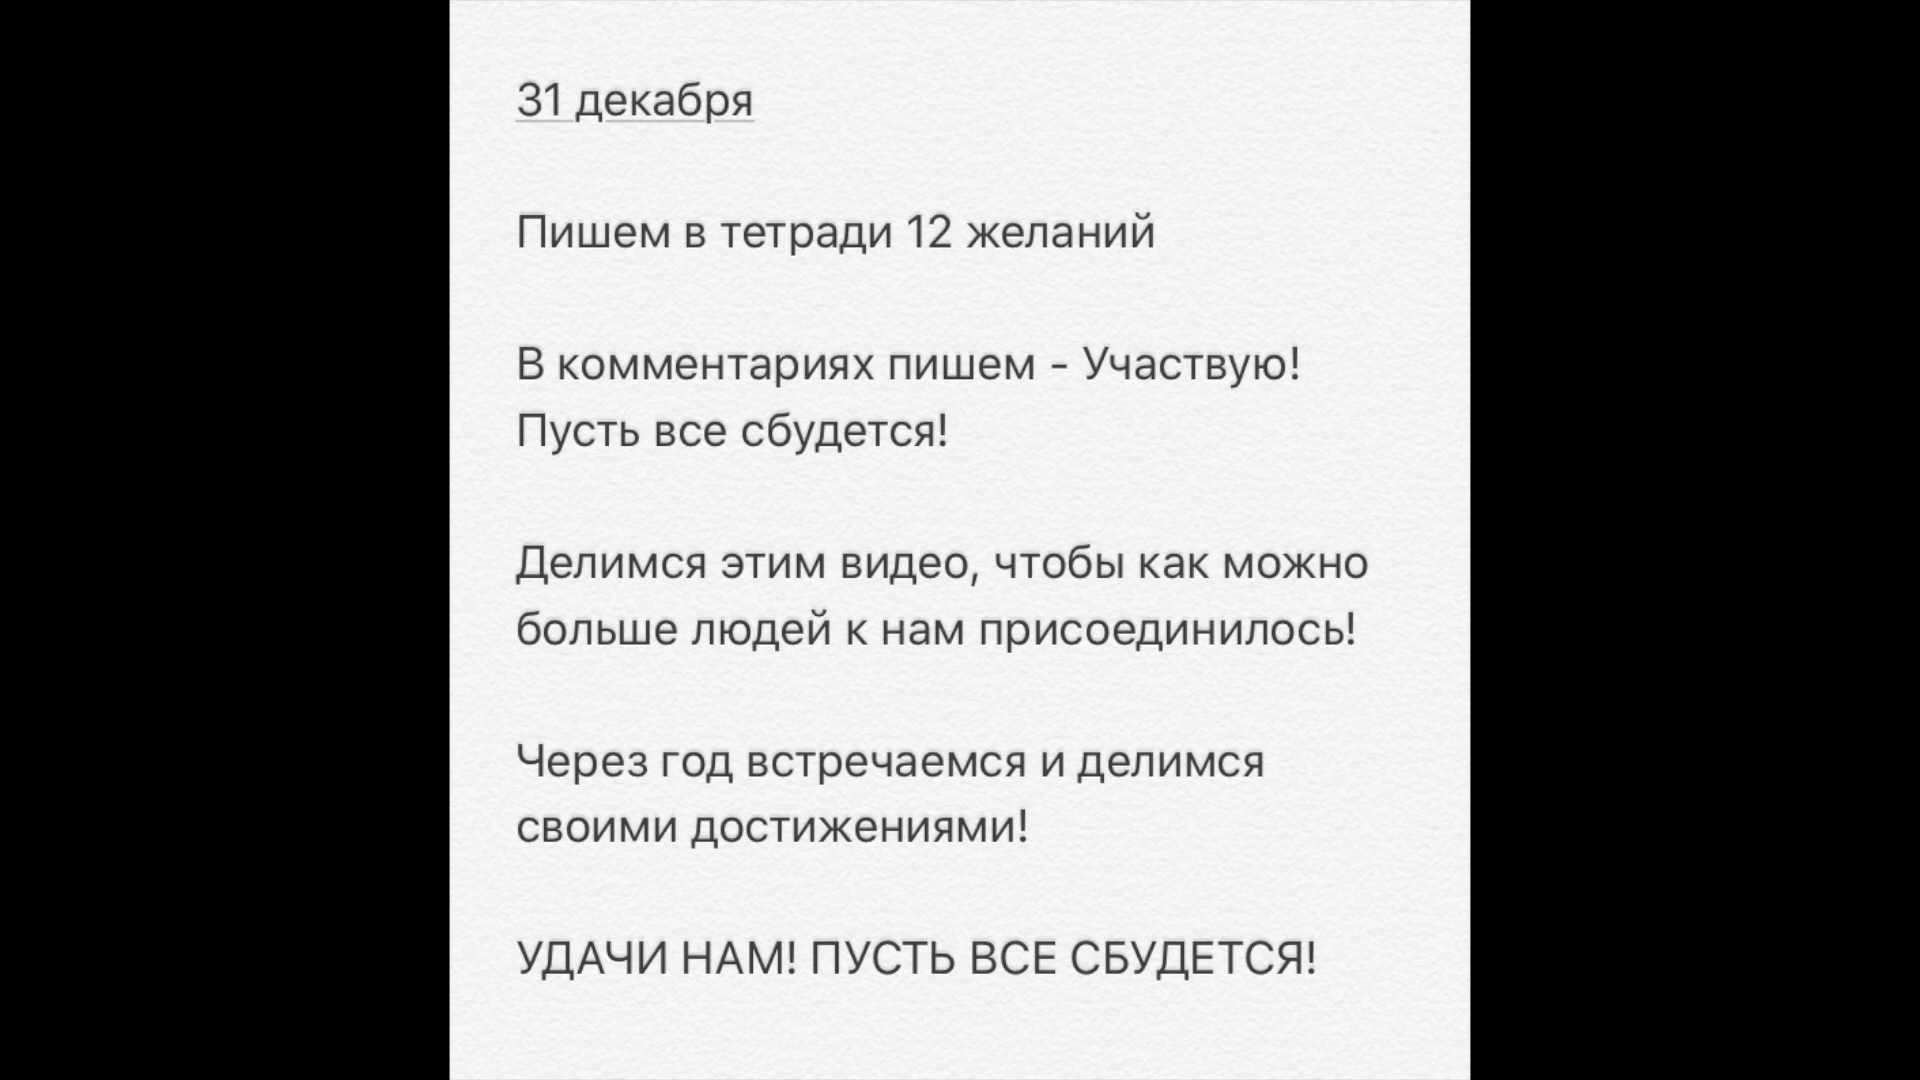 31 декабря
Пишем в тетради 12 желаний
В комментариях пишем - Участвую!
Пусть все сбудется!
Делимся этим видео, чтобы как можно
больше людей к нам присоединилось!
Через год встречаемся и делимся
своими достижениями!
УДАЧИ НАМ! ПУСТЬ ВСЕ СБУДЕТСЯ!